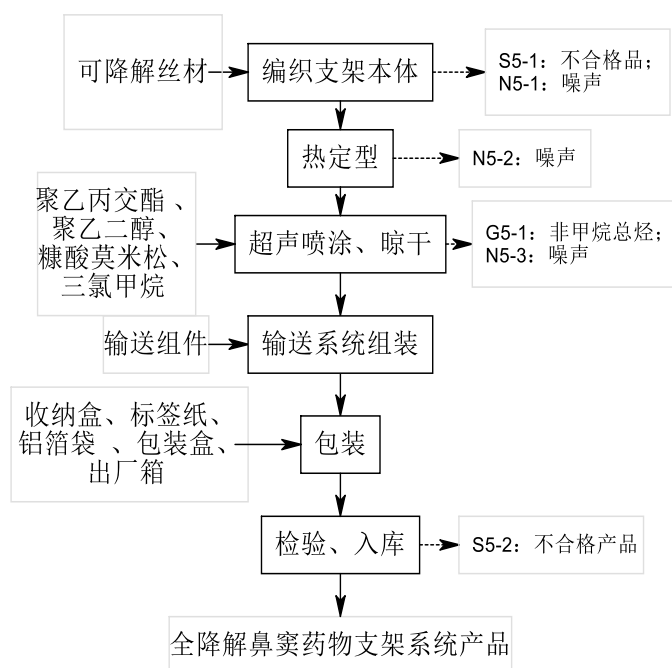 可降解丝材
编织支架本体
S5-1：不合格品；
N5-1：噪声
热定型
N5-2：噪声
聚乙丙交酯、
聚乙二醇、
糠酸莫米松、
三氯甲烷
超声喷涂、晾干
G5-1：非甲烷总烃；
N5-3：噪声
输送组件
输送系统组装
收纳盒、标签纸、
铝箔袋、包装盒、
出厂箱
包装
检验、入库
S5-2：不合格产品
全降解鼻窦药物支架系统产品